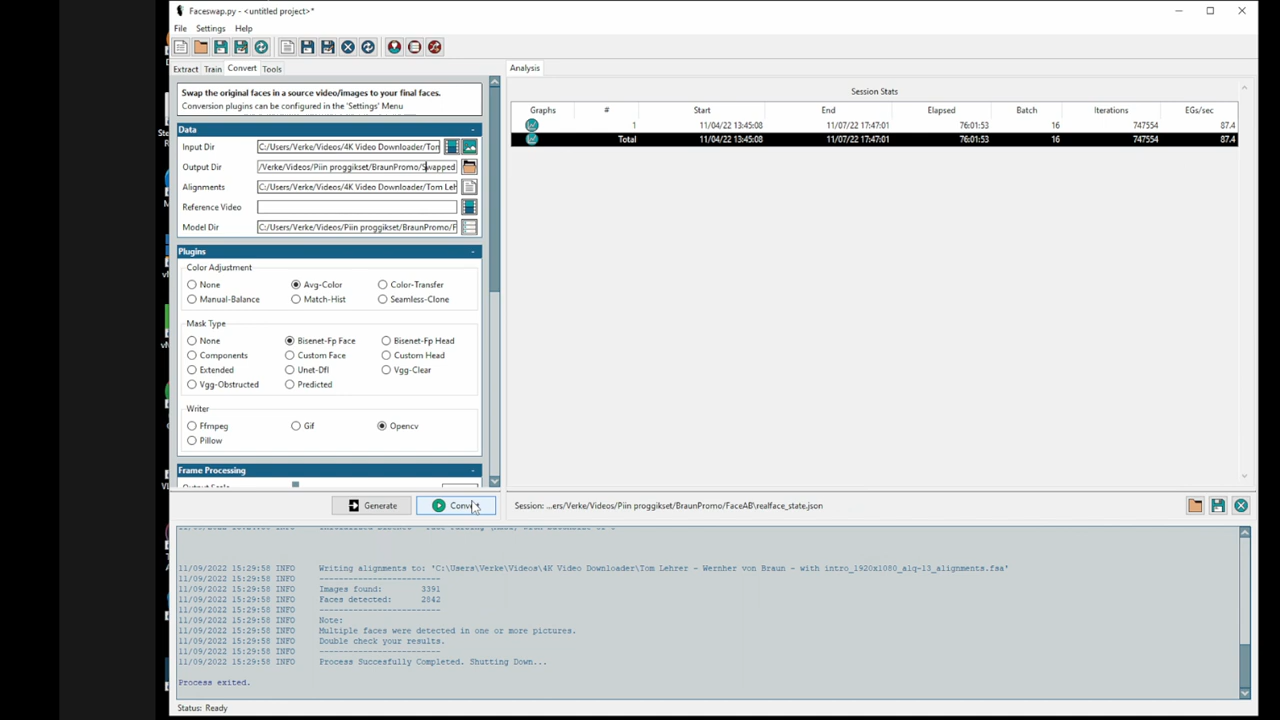 Faceswap.py - <untitled project>*
File Settings Help
Extract Train Convert Tools
Swap the original faces in a source video/images to your final faces.
Conversion plugins can be configured in the 'Settings' Menu
Data
Input Dir C:/Users/Verke/Videos/4K Video Downloader/Ton
Output Dir /Verke/Videos/Piin proggikset/BraunPromo/Swapped
Alignments C:/Users/Verke/Videos/4K Video Downloader/Tom Leh
Reference Video
Model Dir C:/Users/Verke/Videos/Piin proggikset/BraunPromo/F
Plugins
Color Adjustment
None Avg-Color Color-Transfer
Manual-Balance Match-Hist Seamless-Clone
Mask Type
None Bisenet-Fp Face Bisenet-Fp Head
Components Custom Face Custom Head
Extended Unet-Dfl Vgg-Clear
Vgg-Obstructed Predicted
Writer
Ffmpeg Gif Opencv
Pillow
Frame Processing
Generate Convert
Analysis
Session Stats
Graphs # Start End Elapsed Batch Iterations EGs/sec
1 11/04/22 13:45:08 11/07/22 17:47:01 76:01:53 16 747554 87.4
Total 11/04/22 13:45:08 11/07/22 17:47:01 76:01:53 16 747554 87.4
Session: ...ers/Verke/Videos/Piin proggikset/BraunPromo/FaceAB\realface_state.json
11/09/2022 15:29:58 INFO Writing alignments to: 'C:\Users\Verke\Videos\4K Video Downloader\Tom Lehrer - Wernher von Braun - with intro_1920x1080_alq-13_alignments.fsa'
11/09/2022 15:29:58 INFO -------------------------
11/09/2022 15:29:58 INFO Images found: 3391
11/09/2022 15:29:58 INFO Faces detected: 2842
11/09/2022 15:29:58 INFO -------------------------
11/09/2022 15:29:58 INFO Note:
11/09/2022 15:29:58 INFO Multiple faces were detected in one or more pictures.
11/09/2022 15:29:58 INFO Double check your results.
11/09/2022 15:29:58 INFO -------------------------
11/09/2022 15:29:58 INFO Process Succesfully Completed. Shutting Down...
Process exited.
Status: Ready